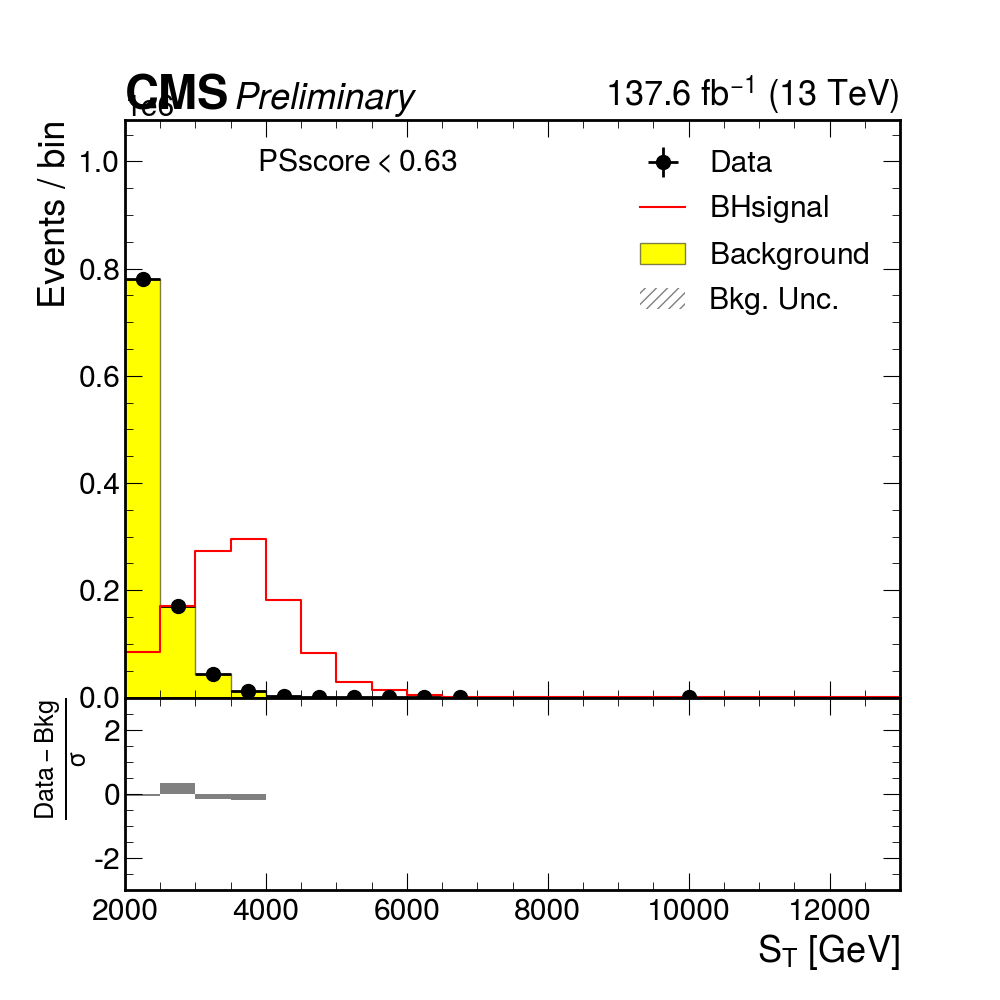 CMS Preliminary 137.6 fb⁻¹ (13 TeV)
1e6
Events / bin
PSscore < 0.63
Data
BHsignal
Background
Bkg. Unc.
1.0
0.8
0.6
0.4
0.2
0.0
Data – Bkg
σ
2
0
-2
2000 4000 6000 8000 10000 12000
S_T [GeV]